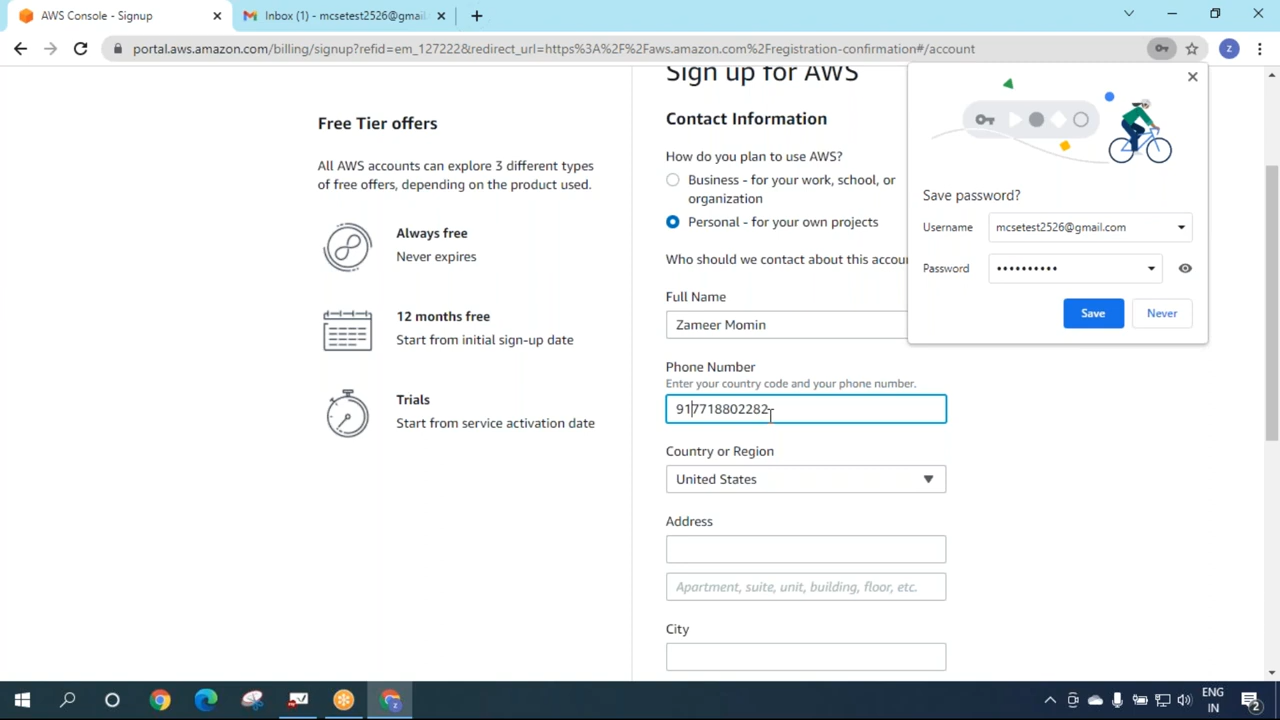 AWS Console - Signup
Inbox (1) - mcsetest2526@gmail.
portal.aws.amazon.com/billing/signup?refid=em_127222&redirect_url=https%3A%2F%2Faws.amazon.com%2Fregistration-confirmation#/account
Z
Sign up for AWS
Free Tier offers
All AWS accounts can explore 3 different types
of free offers, depending on the product used.
Always free
Never expires
12 months free
Start from initial sign-up date
Trials
Start from service activation date
Contact Information
How do you plan to use AWS?
Business - for your work, school, or
organization
Personal - for your own projects
Who should we contact about this accou
Full Name
Zameer Momin
Phone Number
Enter your country code and your phone number.
917718802282
Country or Region
United States
Address
Apartment, suite, unit, building, floor, etc.
City
Save password?
Username
mcsetest2526@gmail.com
Password
••••••••••
Save
Never
ENG
IN
2